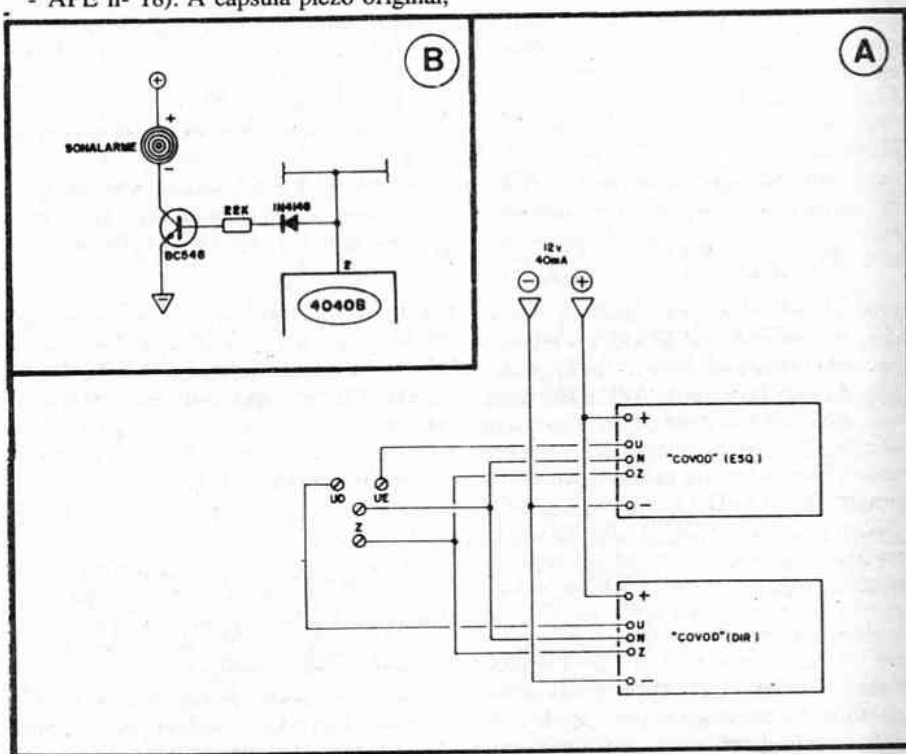 - APE nº 18). A cápsula piezo original,
B
+
+
SONALARME
-
22K
1N4148
BC548
2
4040B
A
12v
40mA
- +
+
U
N
Z
-
"COVOD" (ESQ)
UD UE
Z
+
U
N
Z
-
"COVOD" (DIR)